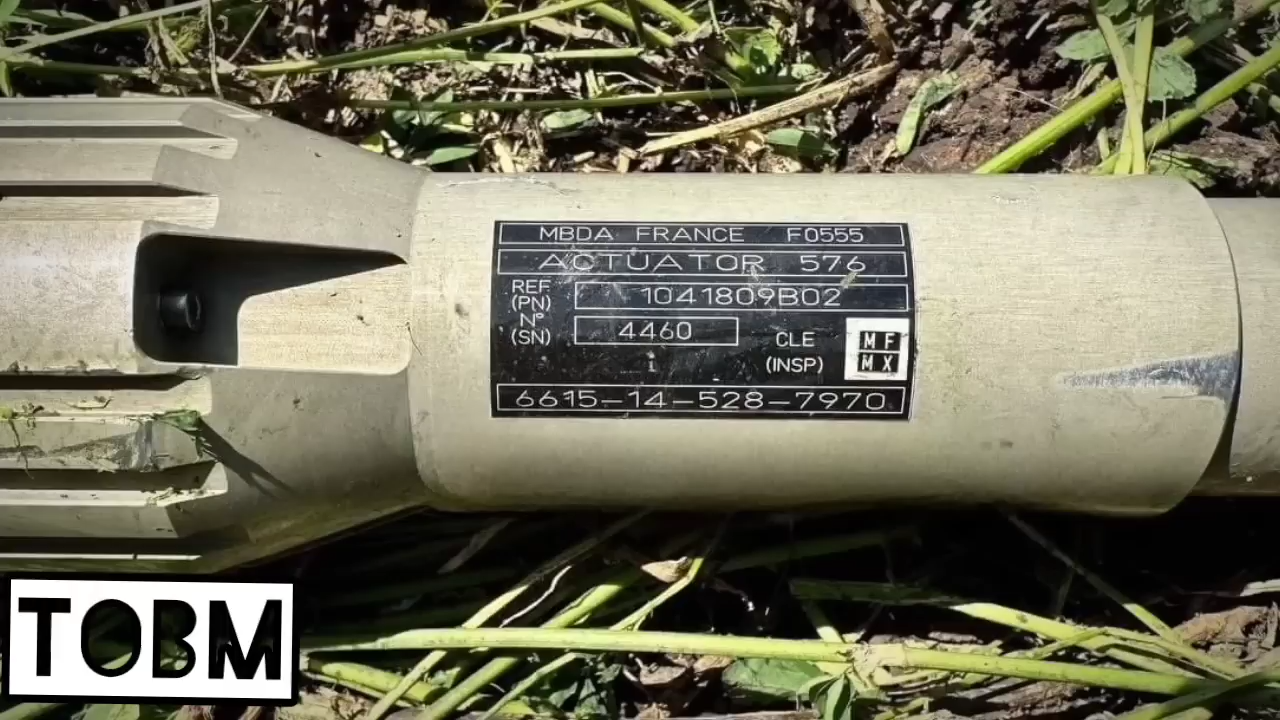 MBDA FRANCE F0555
ACTUATOR 576
REF (PN) 1041809B02
N° (SN) 4460
CLE (INSP)
MF
MX
1
6615-14-528-7970
TOBM